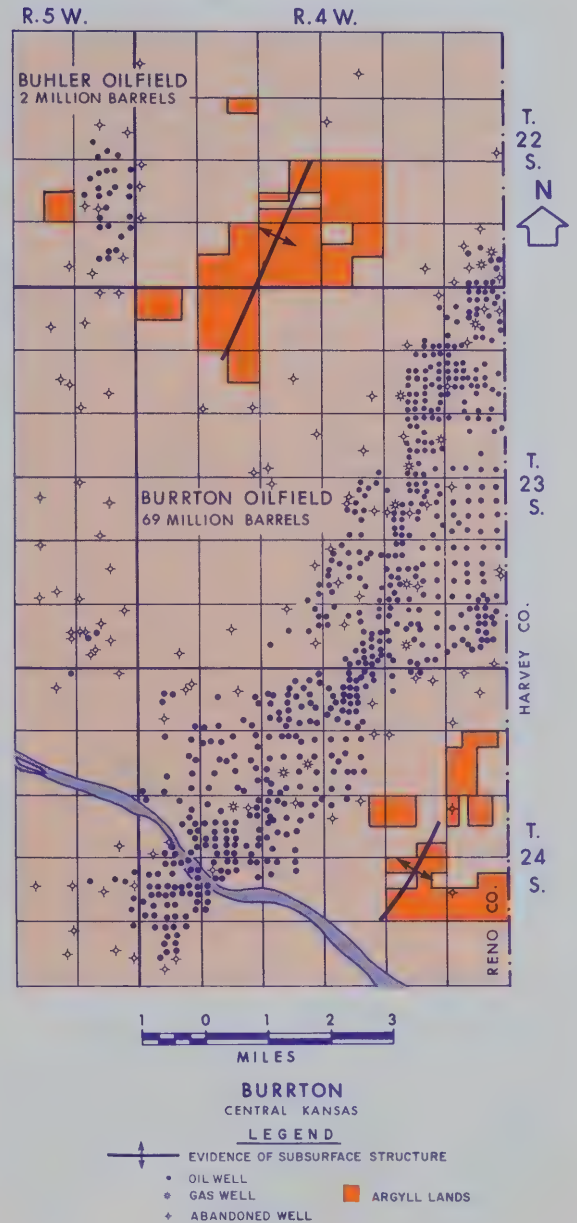 R. 5 W.
R. 4 W.
BUHLER OILFIELD
2 MILLION BARRELS
T.
22
S.
N
BURRTON OILFIELD
69 MILLION BARRELS
T.
23
S.
HARVEY CO.
T.
24
S.
RENO CO.
1 0 1 2 3
MILES
BURRTON
CENTRAL KANSAS
LEGEND
EVIDENCE OF SUBSURFACE STRUCTURE
OIL WELL
GAS WELL
ARGYLL LANDS
ABANDONED WELL